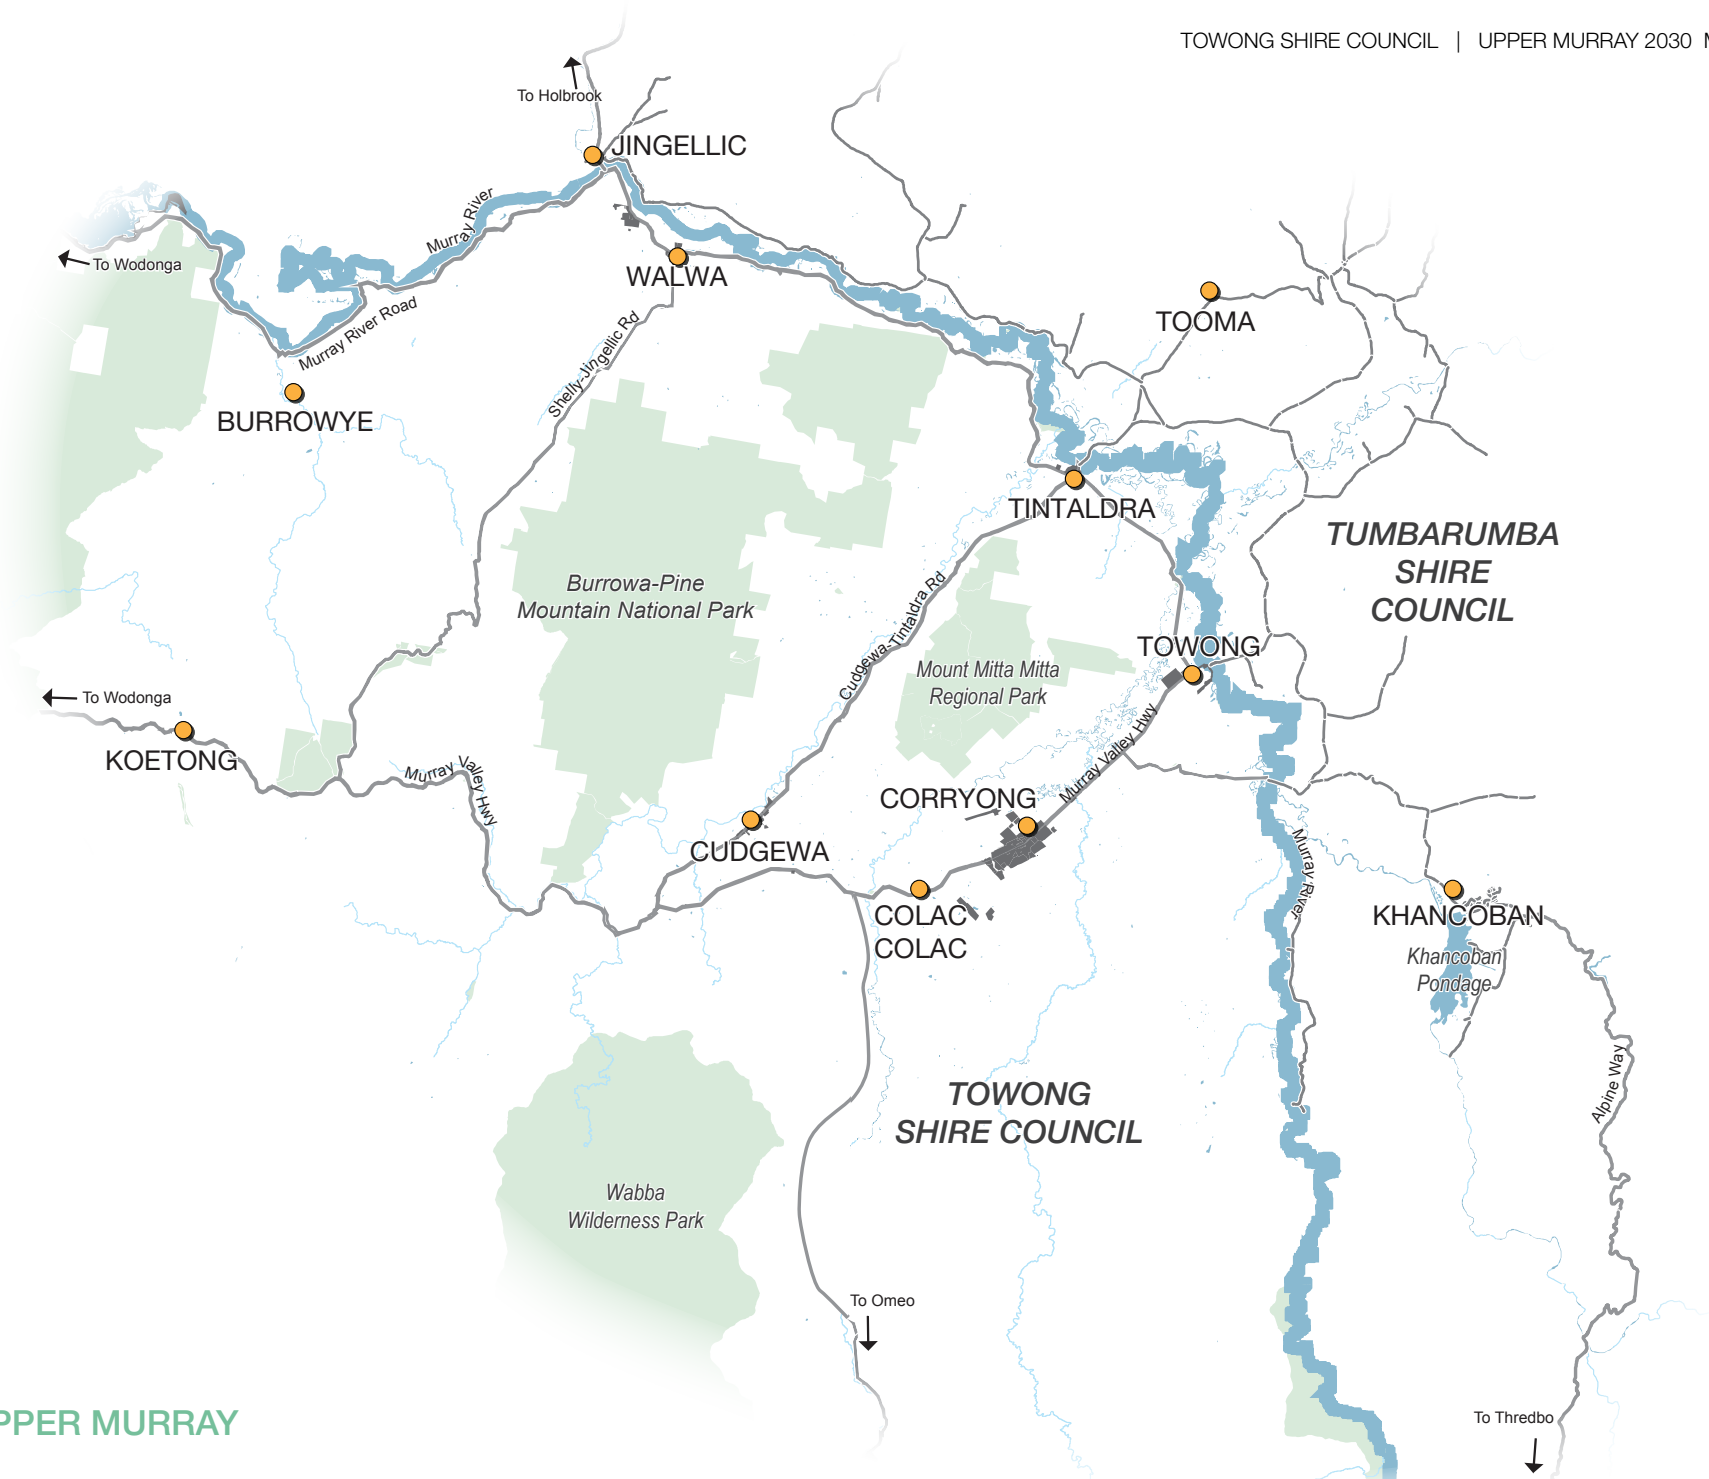 TOWONG SHIRE COUNCIL | UPPER MURRAY 2030
To Holbrook
JINGELLIC
Murray River
To Wodonga
WALWA
Murray River Road
TOOMA
Shelly-Jingellic Rd
BURROWYE
TINTALDRA
TUMBARUMBA
SHIRE
COUNCIL
Burrowa-Pine
Mountain National Park
Cudgewa-Tintaldra Rd
TOWONG
Mount Mitta Mitta
Regional Park
To Wodonga
KOETONG
Murray Valley Hwy
Murray Valley Hwy
CORRYONG
CUDGEWA
Murray River
COLAC
COLAC
KHANCOBAN
Khancoban
Pondage
Alpine Way
TOWONG
SHIRE COUNCIL
Wabba
Wilderness Park
To Omeo
PPER MURRAY
To Thredbo